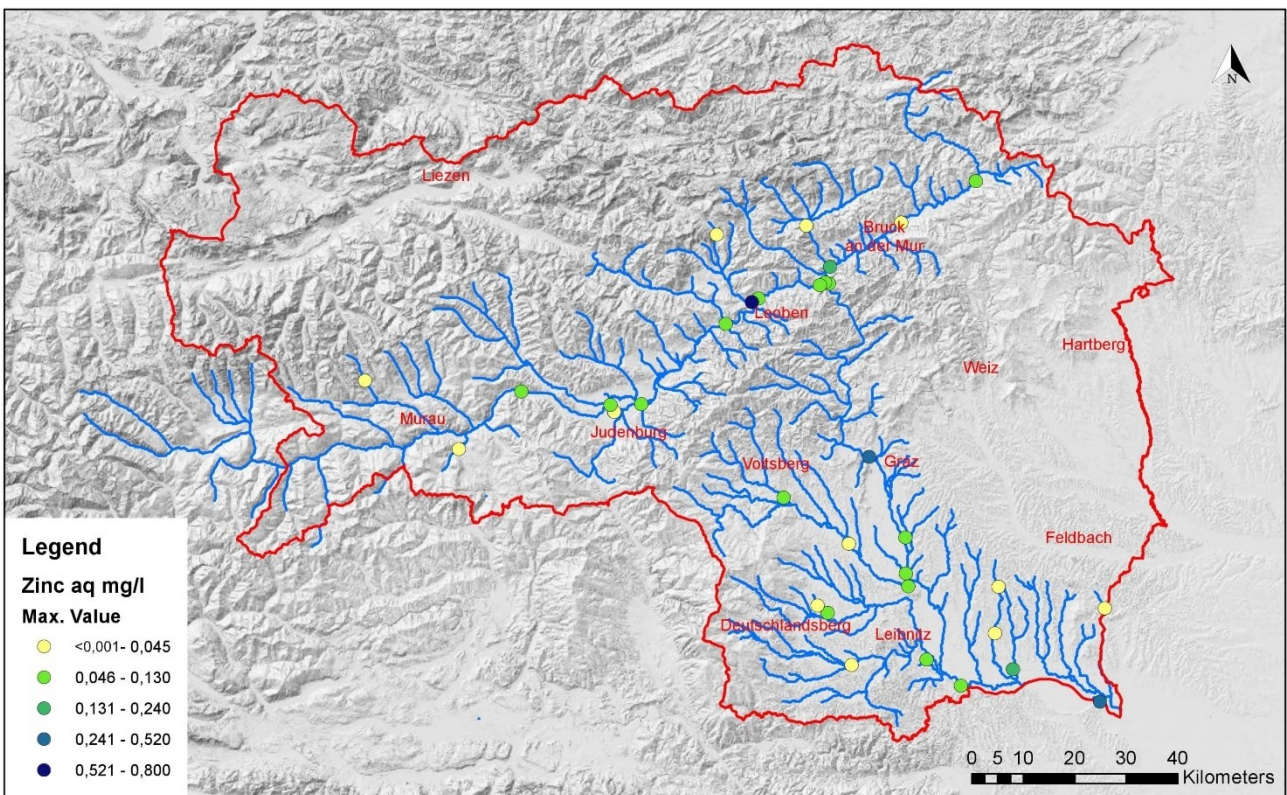 N
Liezen
Bruck
an der Mur
Leoben
Hartberg
Weiz
Murau
Judenburg
Voitsberg
Graz
Feldbach
Deutschlandsberg
Leibnitz
Legend
Zinc aq mg/l
Max. Value
<0,001- 0,045
0,046 - 0,130
0,131 - 0,240
0,241 - 0,520
0,521 - 0,800
0 5 10 20 30 40
Kilometers